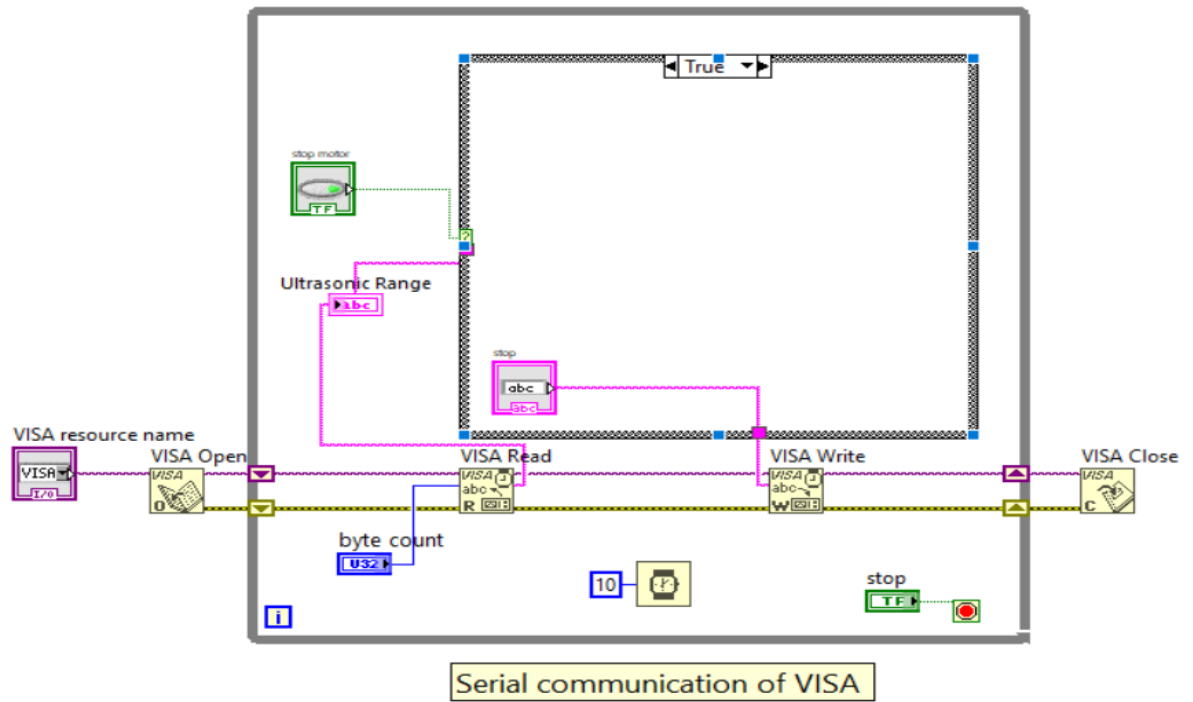 True
stop motor
TF
?
Ultrasonic Range
abc
stop
abc
abc
VISA resource name
VISA
I/O
VISA Open
VISA
O
VISA Read
VISA
abc
R
VISA Write
VISA
abc
W
VISA Close
VISA
C
byte count
U32
10
stop
TF
i
Serial communication of VISA